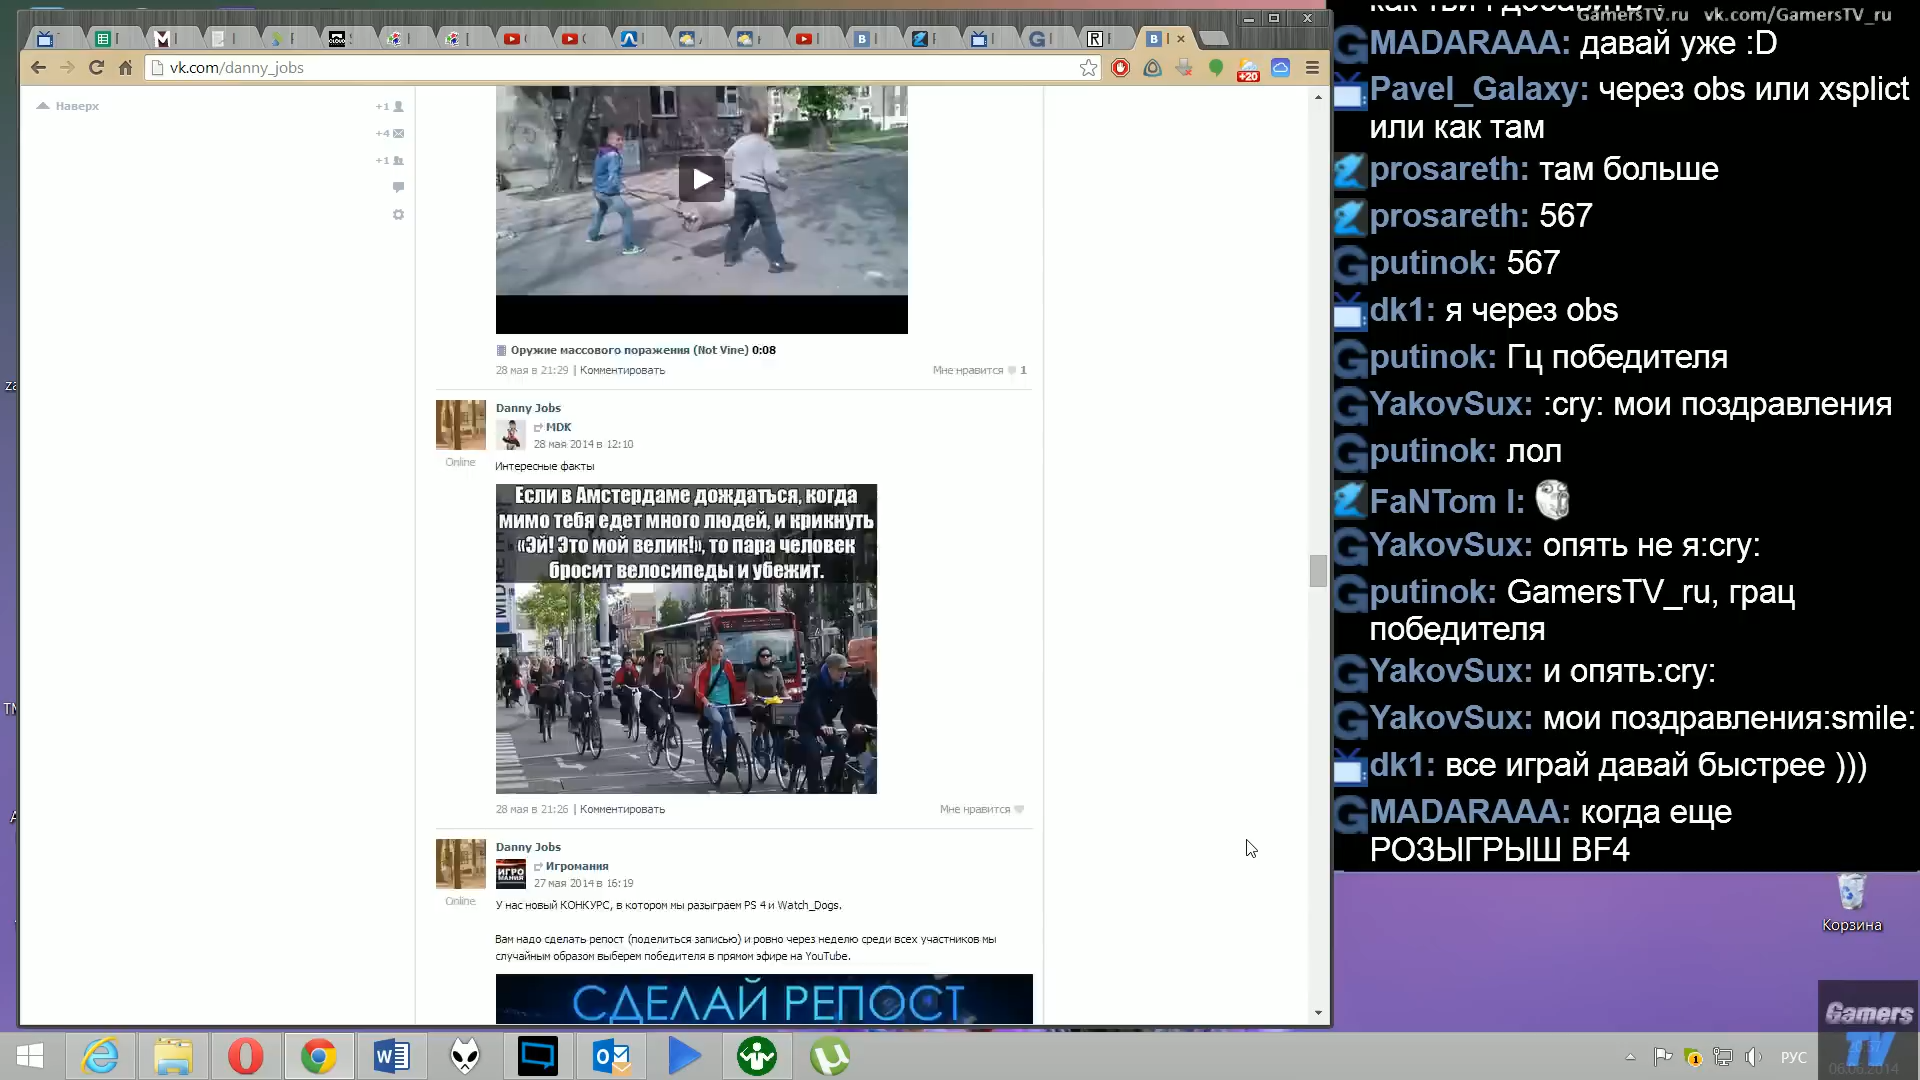 vk.com/danny_jobs
+20
Наверх
+1
+4
+1
Оружие массового поражения (Not Vine) 0:08
28 мая в 21:29 | Комментировать
Мне нравится 1
Danny Jobs
MDK
28 мая 2014 в 12:10
Online
Интересные факты
Если в Амстердаме дождаться, когда
мимо тебя едет много людей, и крикнуть
«Эй! Это мой велик!», то пара человек
бросит велосипеды и убежит.
28 мая в 21:26 | Комментировать
Мне нравится
Danny Jobs
Игромания
27 мая 2014 в 16:19
Online
У нас новый КОНКУРС, в котором мы разыграем PS 4 и Watch_Dogs.
Вам надо сделать репост (поделиться записью) и ровно через неделю среди всех участников мы
случайным образом выберем победителя в прямом эфире на YouTube.
СДЕЛАЙ РЕПОСТ
GamersTV.ru vk.com/GamersTV_ru
MADARAAA: давай уже :D
Pavel_Galaxy: через obs или xsplict
или как там
prosareth: там больше
prosareth: 567
putinok: 567
dk1: я через obs
putinok: Гц победителя
YakovSux: :cry: мои поздравления
putinok: лол
FaNTom I:
YakovSux: опять не я:cry:
putinok: GamersTV_ru, грац
победителя
YakovSux: и опять:cry:
YakovSux: мои поздравления:smile:
dk1: все играй давай быстрее )))
MADARAAA: когда еще
РОЗЫГРЫШ BF4
Корзина
Gamers
TV
РУС
06.06.2014